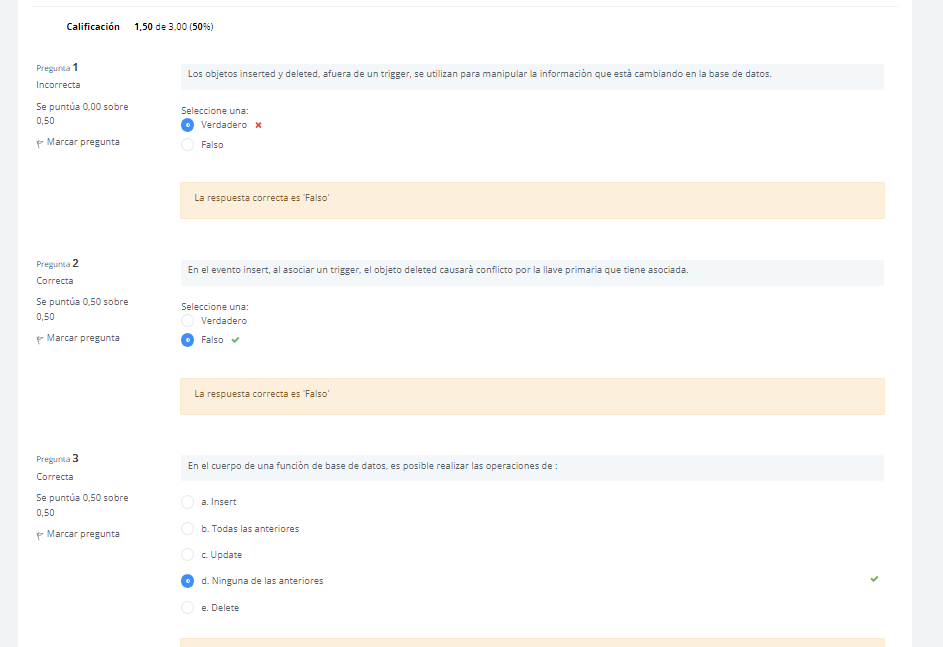 Calificación 1,50 de 3,00 (50%)
Pregunta 1
Incorrecta
Se puntúa 0,00 sobre
0,50
Marcar pregunta
Los objetos inserted y deleted, afuera de un trigger, se utilizan para manipular la informaciòn que està cambiando en la base de datos.
Seleccione una:
Verdadero
Falso
La respuesta correcta es 'Falso'
Pregunta 2
Correcta
Se puntúa 0,50 sobre
0,50
Marcar pregunta
En el evento insert, al asociar un trigger, el objeto deleted causarà conflicto por la llave primaria que tiene asociada.
Seleccione una:
Verdadero
Falso
La respuesta correcta es 'Falso'
Pregunta 3
Correcta
Se puntúa 0,50 sobre
0,50
Marcar pregunta
En el cuerpo de una funciòn de base de datos, es posible realizar las operaciones de :
a. Insert
b. Todas las anteriores
c. Update
d. Ninguna de las anteriores
e. Delete